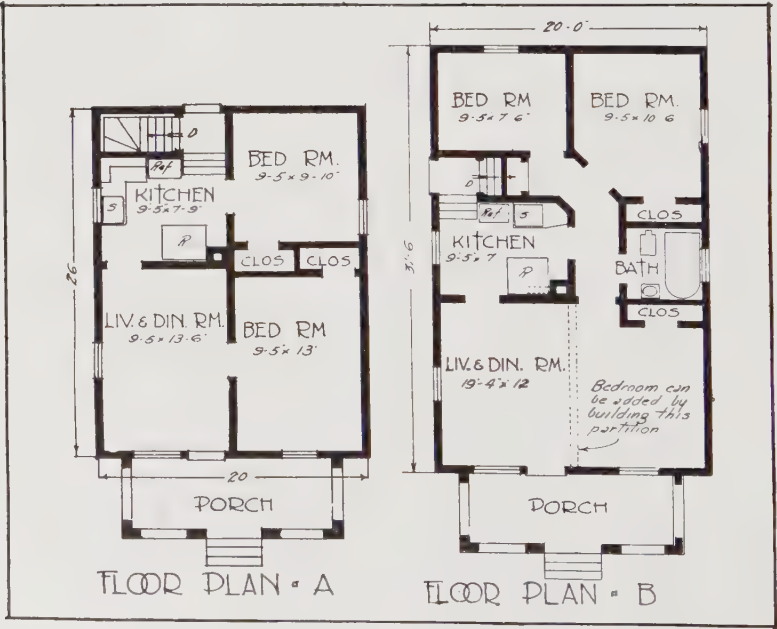 D
Ref
BED RM.
9-5 x 9-10"
KITCHEN
9-5 x 7-9"
S
R
CLOS
CLOS
26
LIV. & DIN. RM.
9-5 x 13-6"
BED RM
9-5 x 13'
20
PORCH
FLOOR PLAN · A
20-0"
BED RM
9-5 x 7 6"
BED RM.
9-5 x 10 6
D
CLOS
Ref
S
KITCHEN
9-5 x 7
R
BATH
CLOS
LIV. & DIN. RM.
19'-4" x 12
Bedroom can
be added by
building this
partition
PORCH
FLOOR PLAN · B